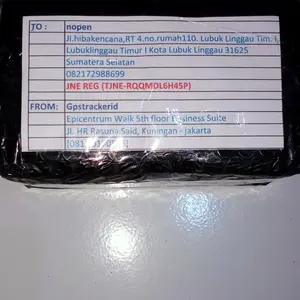 TO : nopen
Jl.hibakencana,RT 4.no.rumah110. Lubuk Linggau Tim. I,
Lubuklinggau Timur I Kota Lubuk Linggau 31625
Sumatera Selatan
082172988699
JNE REG (TJNE-RQQMDL6H45P)
FROM: Gpstrackerid
Epicentrum Walk 5th floor Business Suite
Jl. HR Rasuna Said, Kuningan - jakarta